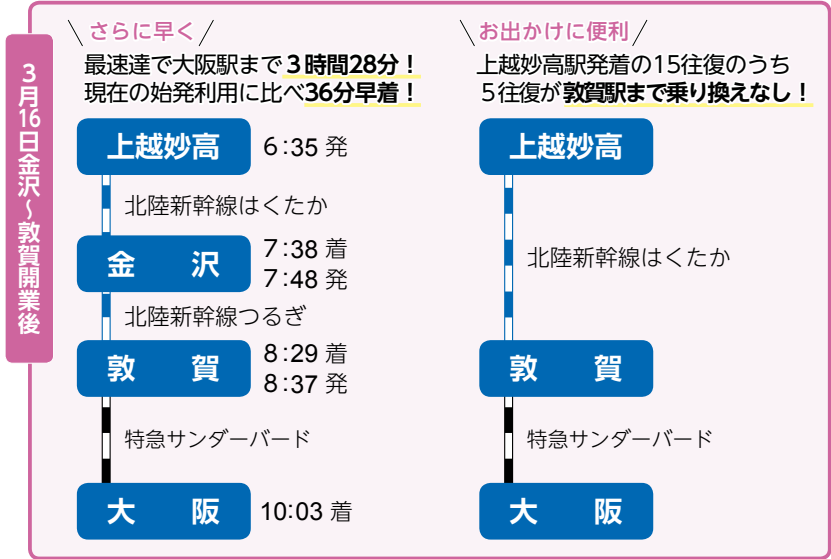 3月16日金沢～敦賀開業後
さらに早く
最速達で大阪駅まで3時間28分！
現在の始発利用に比べ36分早着！
上越妙高 6:35 発
北陸新幹線はくたか
金沢 7:38 着
7:48 発
北陸新幹線つるぎ
敦賀 8:29 着
8:37 発
特急サンダーバード
大阪 10:03 着
お出かけに便利
上越妙高駅発着の15往復のうち
5往復が敦賀駅まで乗り換えなし！
上越妙高
北陸新幹線はくたか
敦賀
特急サンダーバード
大阪